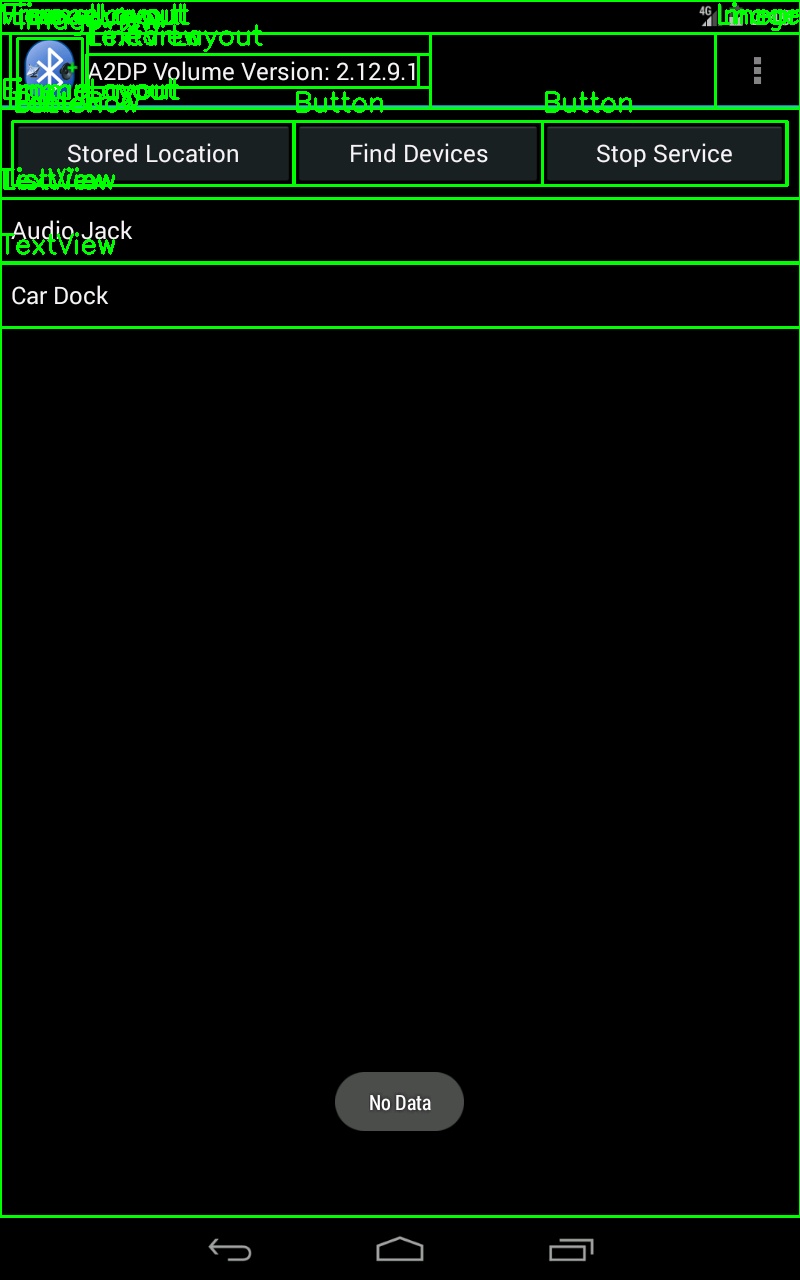 4G
A2DP Volume Version: 2.12.9.1
TextView
Button
Button
Stored Location
Find Devices
Stop Service
Audio Jack
TextView
Car Dock
No Data